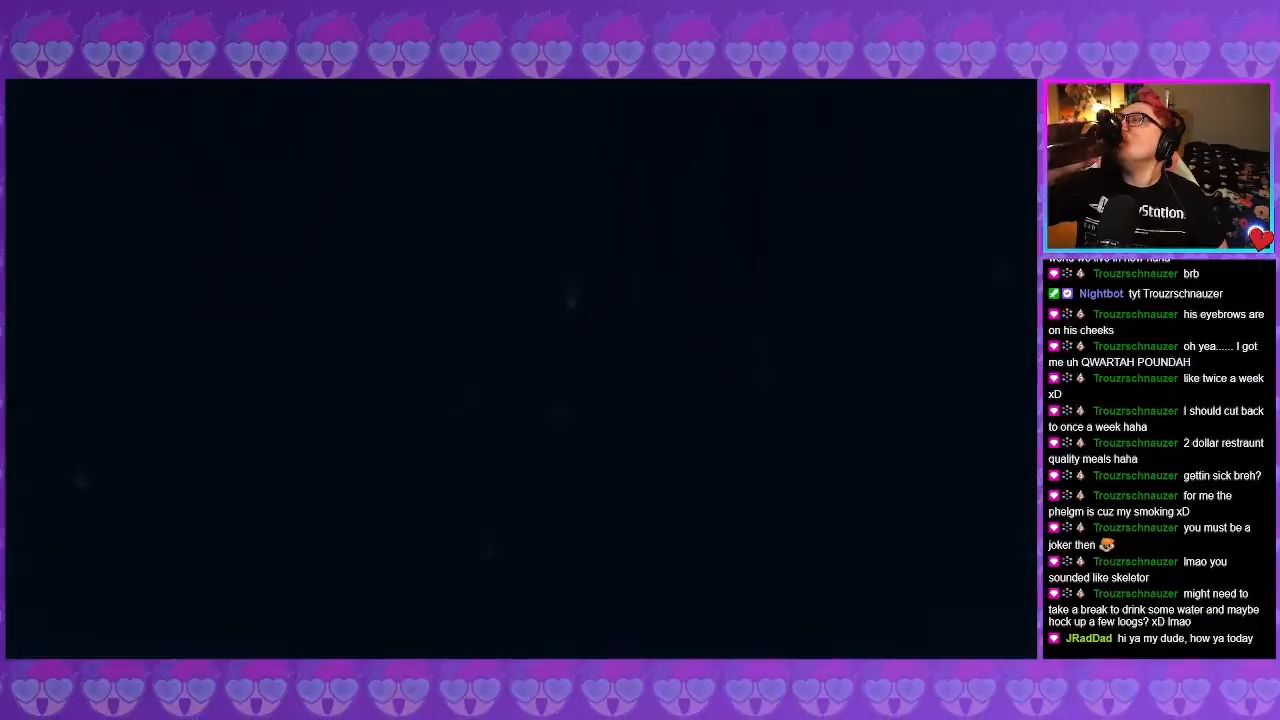 yStation
Trouzrschnauzer brb
Nightbot tyt Trouzrschnauzer
Trouzrschnauzer his eyebrows are
on his cheeks
Trouzrschnauzer oh yea...... I got
me uh QWARTAH POUNDAH
Trouzrschnauzer like twice a week
xD
Trouzrschnauzer I should cut back
to once a week haha
Trouzrschnauzer 2 dollar restraunt
quality meals haha
Trouzrschnauzer gettin sick breh?
Trouzrschnauzer for me the
phelgm is cuz my smoking xD
Trouzrschnauzer you must be a
joker then
Trouzrschnauzer lmao you
sounded like skeletor
Trouzrschnauzer might need to
take a break to drink some water and maybe
hock up a few loogs? xD lmao
JRadDad hi ya my dude, how ya today